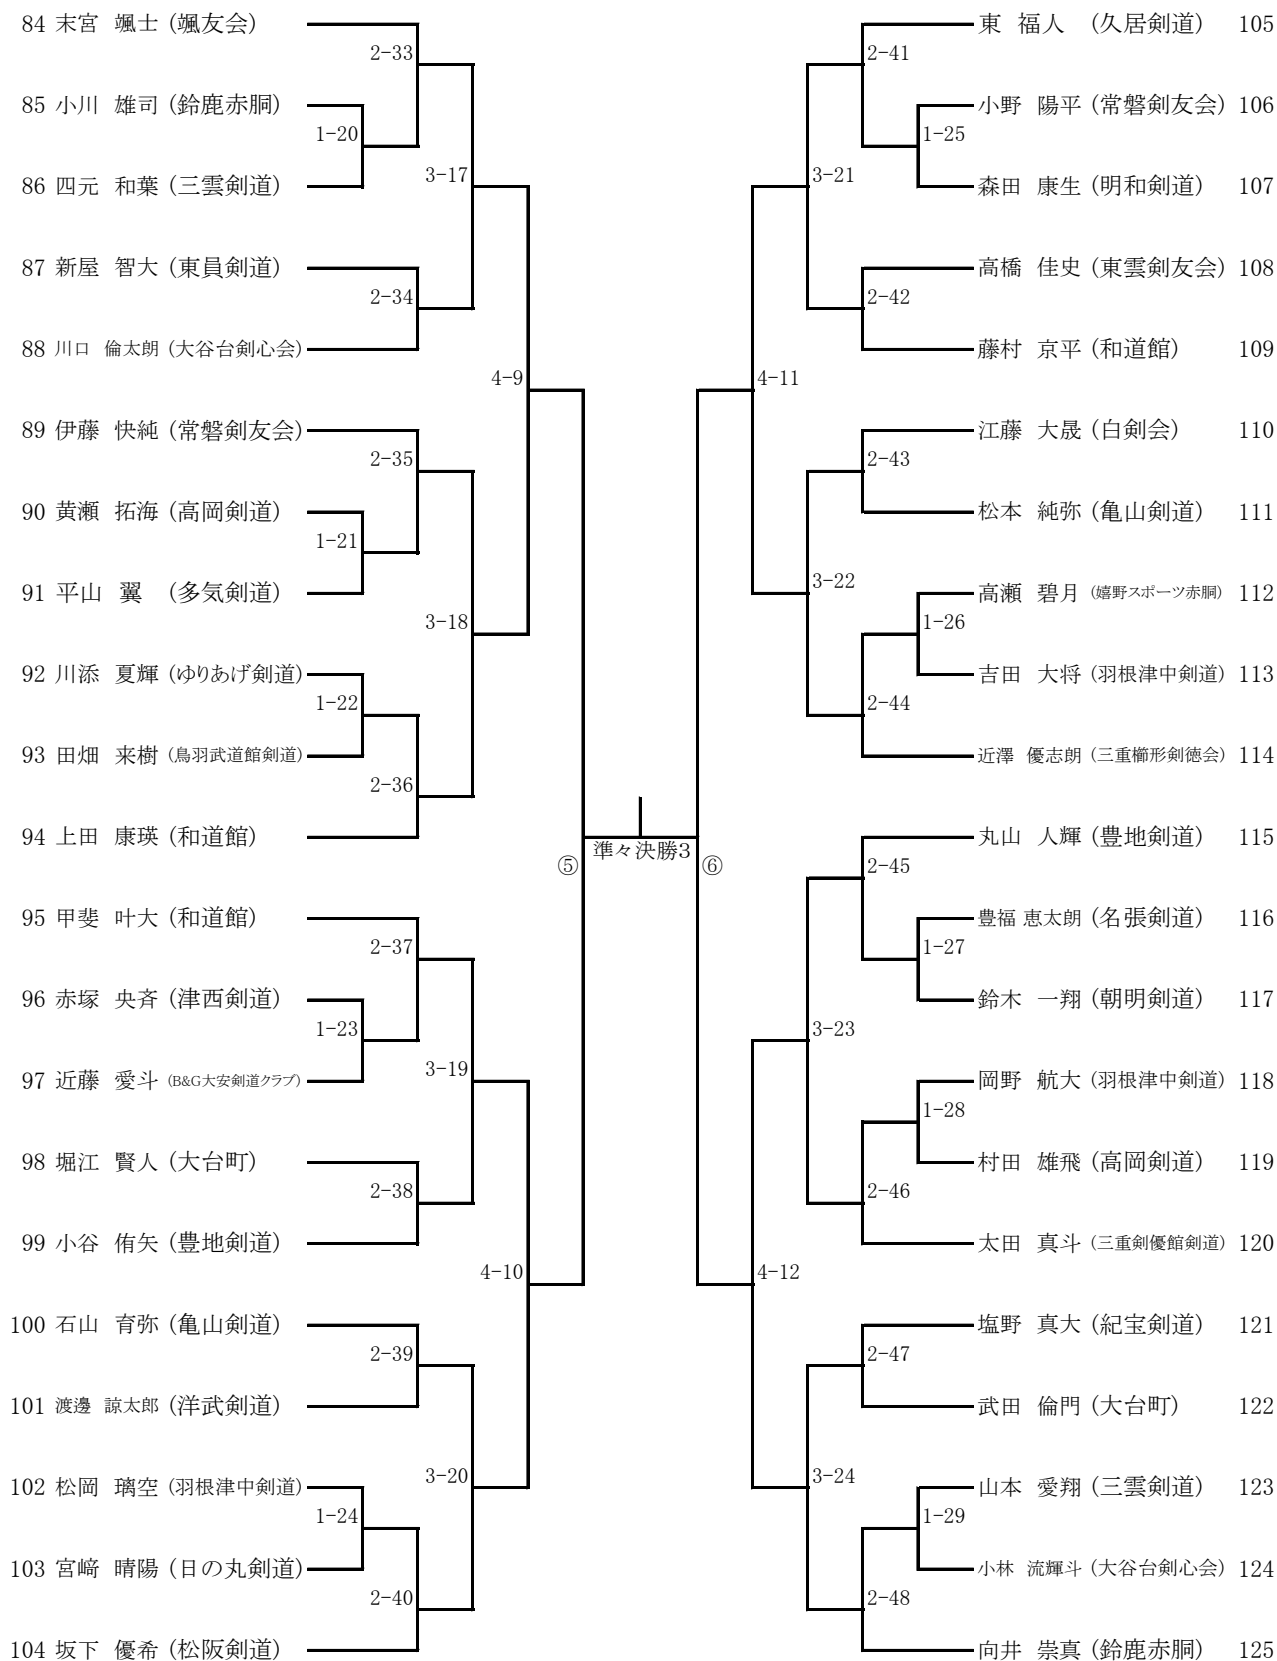 84 末宮 颯士 (颯友会)
2-33
85 小川 雄司 (鈴鹿赤胴)
1-20
86 四元 和葉 (三雲剣道)
3-17
87 新屋 智大 (東員剣道)
2-34
88 川口 倫太朗 (大谷台剣心会)
4-9
89 伊藤 快純 (常磐剣友会)
2-35
90 黄瀬 拓海 (高岡剣道)
1-21
91 平山 翼 (多気剣道)
3-18
92 川添 夏輝 (ゆりあげ剣道)
1-22
93 田畑 来樹 (鳥羽武道館剣道)
2-36
94 上田 康瑛 (和道館)
⑤
95 甲斐 叶大 (和道館)
2-37
96 赤塚 央斉 (津西剣道)
1-23
97 近藤 愛斗 (B&G大安剣道クラブ)
3-19
98 堀江 賢人 (大台町)
2-38
99 小谷 侑矢 (豊地剣道)
4-10
100 石山 育弥 (亀山剣道)
2-39
101 渡邊 諒太郎 (洋武剣道)
3-20
102 松岡 璃空 (羽根津中剣道)
1-24
103 宮﨑 晴陽 (日の丸剣道)
2-40
104 坂下 優希 (松阪剣道)
準々決勝3
東 福人 (久居剣道) 105
2-41
小野 陽平 (常磐剣友会) 106
1-25
森田 康生 (明和剣道) 107
3-21
高橋 佳史 (東雲剣友会) 108
2-42
藤村 京平 (和道館) 109
4-11
江藤 大晟 (白剣会) 110
2-43
松本 純弥 (亀山剣道) 111
3-22
高瀬 碧月 (嬉野スポーツ赤胴) 112
1-26
吉田 大将 (羽根津中剣道) 113
2-44
近澤 優志朗 (三重櫛形剣徳会) 114
⑥
丸山 人輝 (豊地剣道) 115
2-45
豊福 恵太朗 (名張剣道) 116
1-27
鈴木 一翔 (朝明剣道) 117
3-23
岡野 航大 (羽根津中剣道) 118
1-28
村田 雄飛 (高岡剣道) 119
2-46
太田 真斗 (三重剣優館剣道) 120
4-12
塩野 真大 (紀宝剣道) 121
2-47
武田 倫門 (大台町) 122
3-24
山本 愛翔 (三雲剣道) 123
1-29
小林 流輝斗 (大谷台剣心会) 124
2-48
向井 崇真 (鈴鹿赤胴) 125